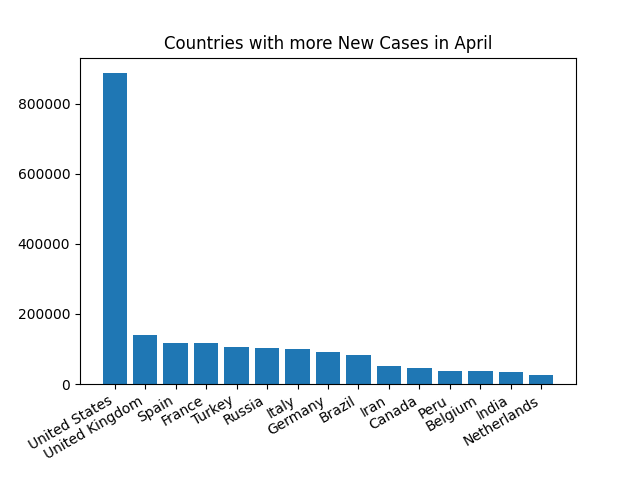 Countries with more New Cases in April
800000
600000
400000
200000
0
United States
United Kingdom
Spain
France
Turkey
Russia
Italy
Germany
Brazil
Iran
Canada
Peru
Belgium
India
Netherlands